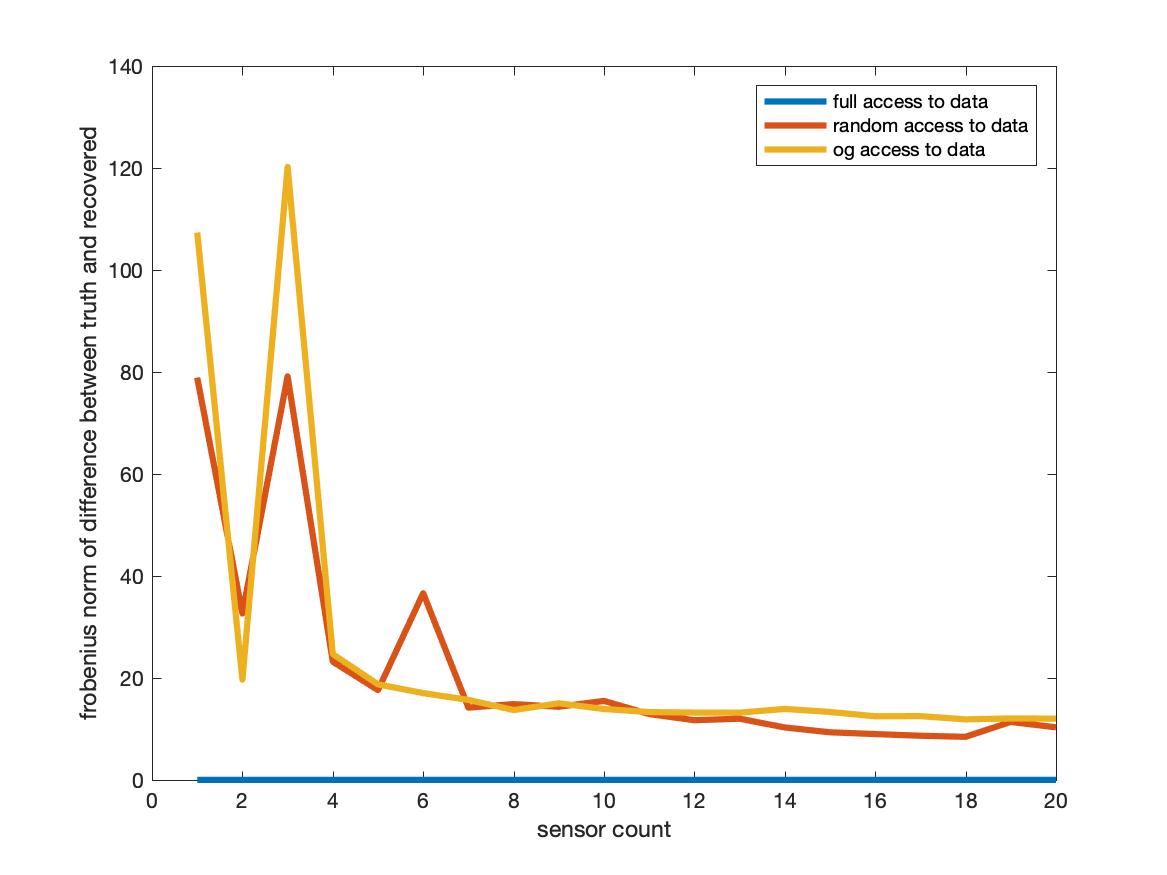 frobenius norm of difference between truth and recovered
140
120
100
80
60
40
20
0
full access to data
random access to data
og access to data
0 2 4 6 8 10 12 14 16 18 20
sensor count